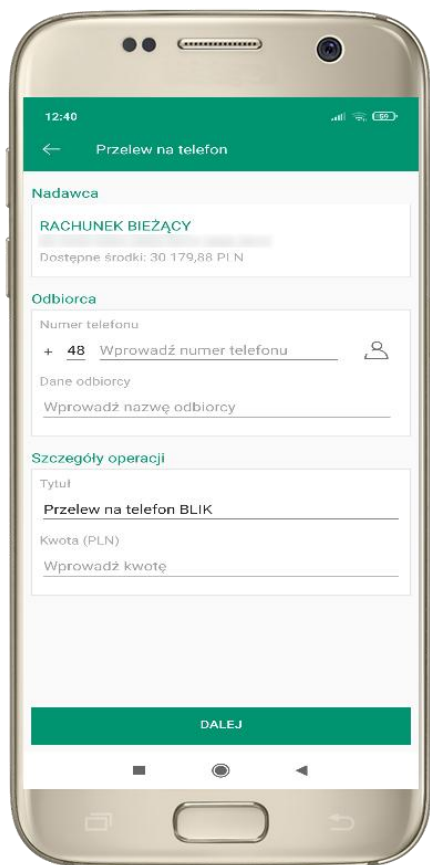 12:40
59
Przelew na telefon
Nadawca
RACHUNEK BIEŻĄCY
Dostępne środki: 30 179,88 PLN
Odbiorca
Numer telefonu
+ 48 Wprowadź numer telefonu
Dane odbiorcy
Wprowadź nazwę odbiorcy
Szczegóły operacji
Tytuł
Przelew na telefon BLIK
Kwota (PLN)
Wprowadź kwotę
DALEJ